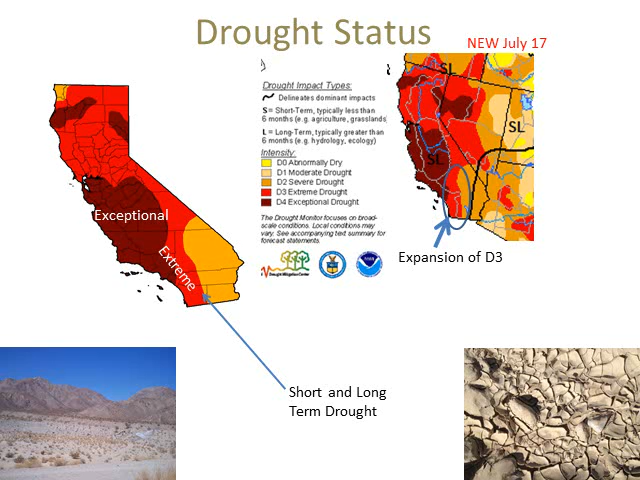 Drought Status
NEW July 17
Drought Impact Types:
Delineates dominant impacts
S = Short-Term, typically less than
6 months (e.g. agriculture, grasslands)
L = Long-Term, typically greater than
6 months (e.g. hydrology, ecology)
Intensity:
D0 Abnormally Dry
D1 Moderate Drought
D2 Severe Drought
D3 Extreme Drought
D4 Exceptional Drought
The Drought Monitor focuses on broad-
scale conditions. Local conditions may
vary. See accompanying text summary for
forecast statements.
Drought Mitigation Center
SL
SL
SL
Exceptional
Extreme
Expansion of D3
Short and Long
Term Drought